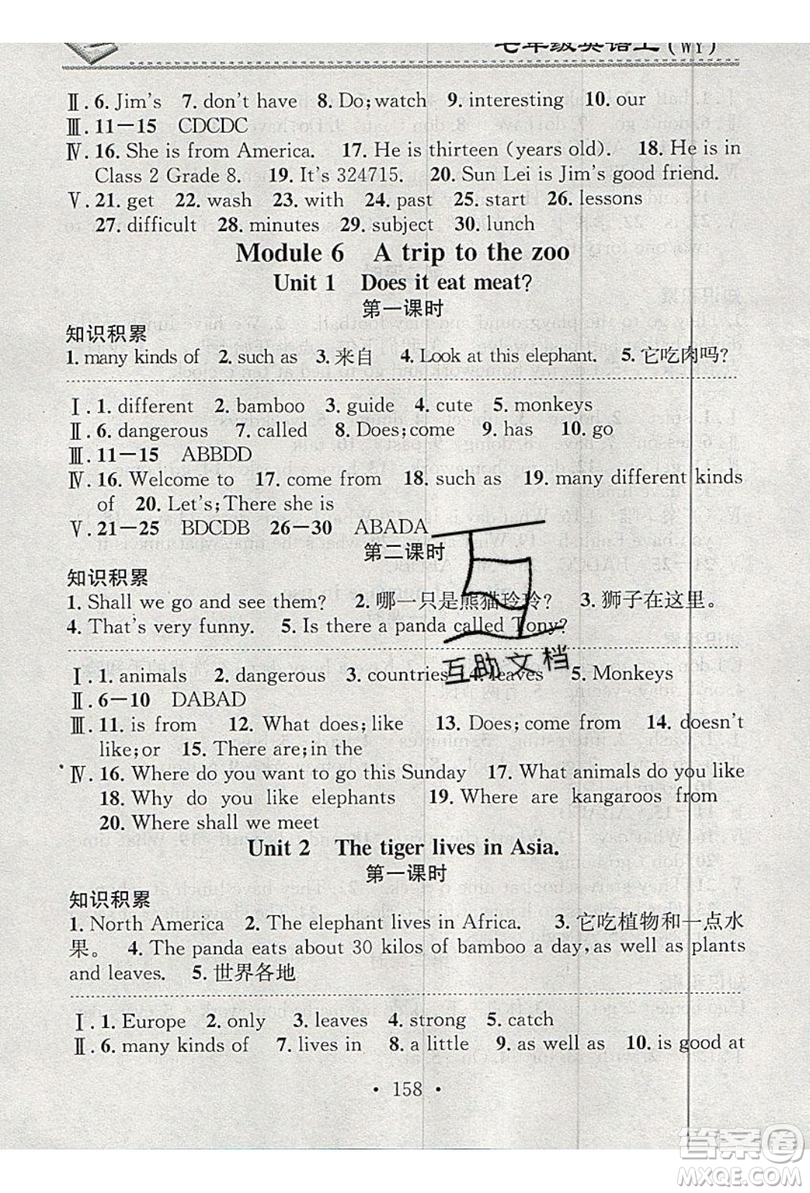 七年级英语上(WY)
Ⅱ. 6. Jim's 7. don't have 8. Do; watch 9. interesting 10. our
Ⅲ. 11－15 CDCDC
Ⅳ. 16. She is from America. 17. He is thirteen (years old). 18. He is in
Class 2 Grade 8. 19. It's 324715. 20. Sun Lei is Jim's good friend.
Ⅴ. 21. get 22. wash 23. with 24. past 25. start 26. lessons
27. difficult 28. minutes 29. subject 30. lunch
Module 6 A trip to the zoo
Unit 1 Does it eat meat?
第一课时
知识积累
1. many kinds of 2. such as 3. 来自 4. Look at this elephant. 5. 它吃肉吗?
Ⅰ. 1. different 2. bamboo 3. guide 4. cute 5. monkeys
Ⅱ. 6. dangerous 7. called 8. Does; come 9. has 10. go
Ⅲ. 11－15 ABBDD
Ⅳ. 16. Welcome to 17. come from 18. such as 19. many different kinds
of 20. Let's; There she is
Ⅴ. 21－25 BDCDB 26－30 ABADA
第二课时
知识积累
1. Shall we go and see them? 2. 哪一只是熊猫玲玲? 3. 狮子在这里。
4. That's very funny. 5. Is there a panda called Tony?
互助文档
Ⅰ. 1. animals 2. dangerous 3. countries 4. leaves 5. Monkeys
Ⅱ. 6－10 DABAD
Ⅲ. 11. is from 12. What does; like 13. Does; come from 14. doesn't
like; or 15. There are; in the
Ⅳ. 16. Where do you want to go this Sunday 17. What animals do you like
18. Why do you like elephants 19. Where are kangaroos from
20. Where shall we meet
Unit 2 The tiger lives in Asia.
第一课时
知识积累
1. North America 2. The elephant lives in Africa. 3. 它吃植物和一点水
果。 4. The panda eats about 30 kilos of bamboo a day, as well as plants
and leaves. 5. 世界各地
Ⅰ. 1. Europe 2. only 3. leaves 4. strong 5. catch
Ⅱ. 6. many kinds of 7. lives in 8. a little 9. as well as 10. is good at
· 158 ·
答案圈
MXQE.COM